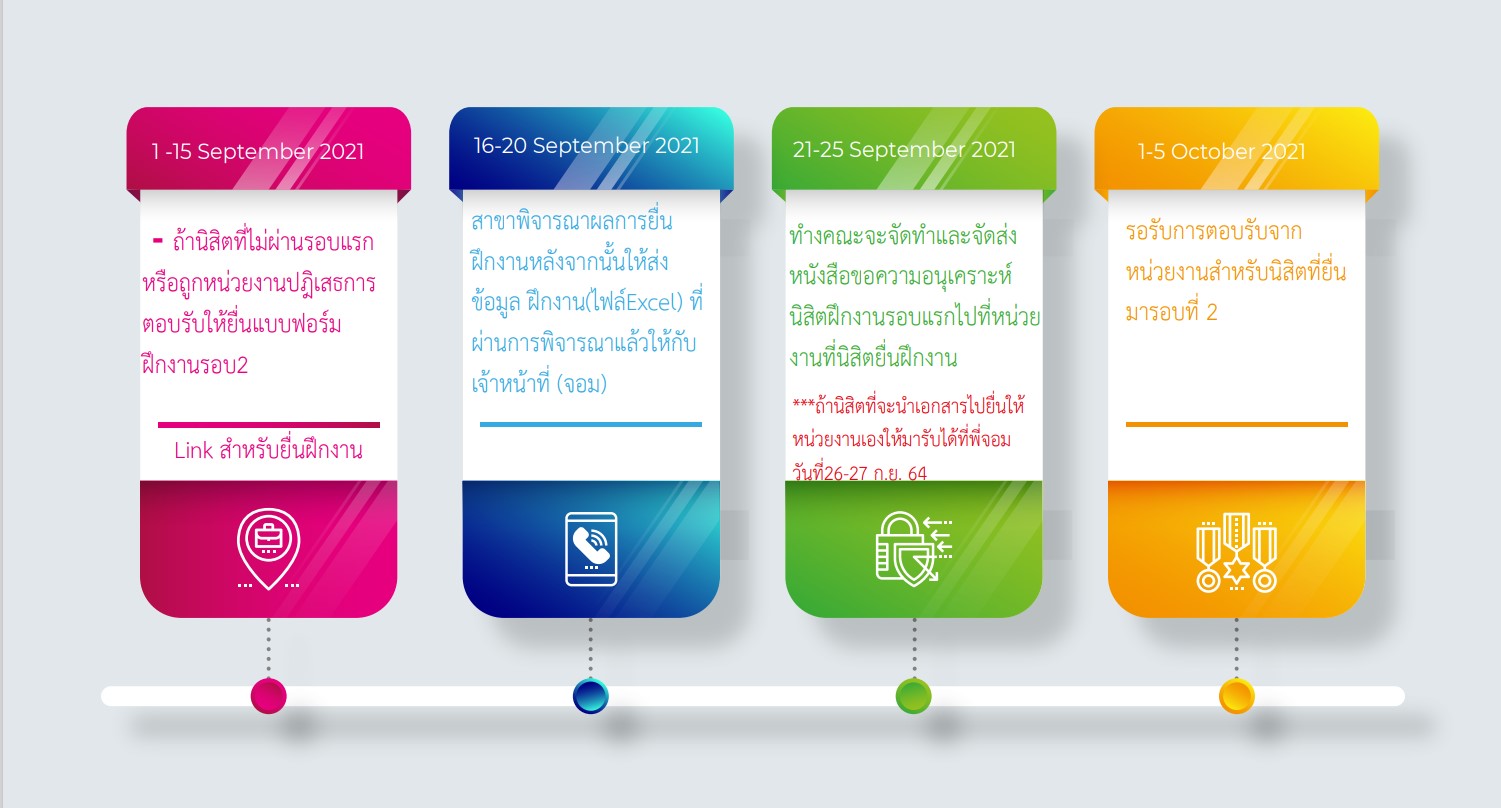 1 -15 September 2021
- ถ้านิสิตที่ไม่ผ่านรอบแรก
หรือถูกหน่วยงานปฎิเสธการ
ตอบรับให้ยื่นแบบฟอร์ม
ฝึกงานรอบ2
Link สำหรับยื่นฝึกงาน
16-20 September 2021
สาขาพิจารณาผลการยื่น
ฝึกงานหลังจากนั้นให้ส่ง
ข้อมูล ฝึกงาน(ไฟล์Excel) ที่
ผ่านการพิจารณาแล้วให้กับ
เจ้าหน้าที่ (จอม)
21-25 September 2021
ทำงคณะจะจัดทำและจัดส่ง
หนังสือขอความอนุเคราะห์
นิสิตฝึกงานรอบแรกไปที่หน่วย
งานที่นิสิตยื่นฝึกงาน
***ถ้านิสิตที่จะนำเอกสารไปยื่นให้
หน่วยงานเองให้มารับได้ที่พี่จอม
วันที่26-27 ก.ย. 64
1-5 October 2021
รอรับการตอบรับจาก
หน่วยงานสำหรับนิสิตที่ยื่น
มารอบที่ 2